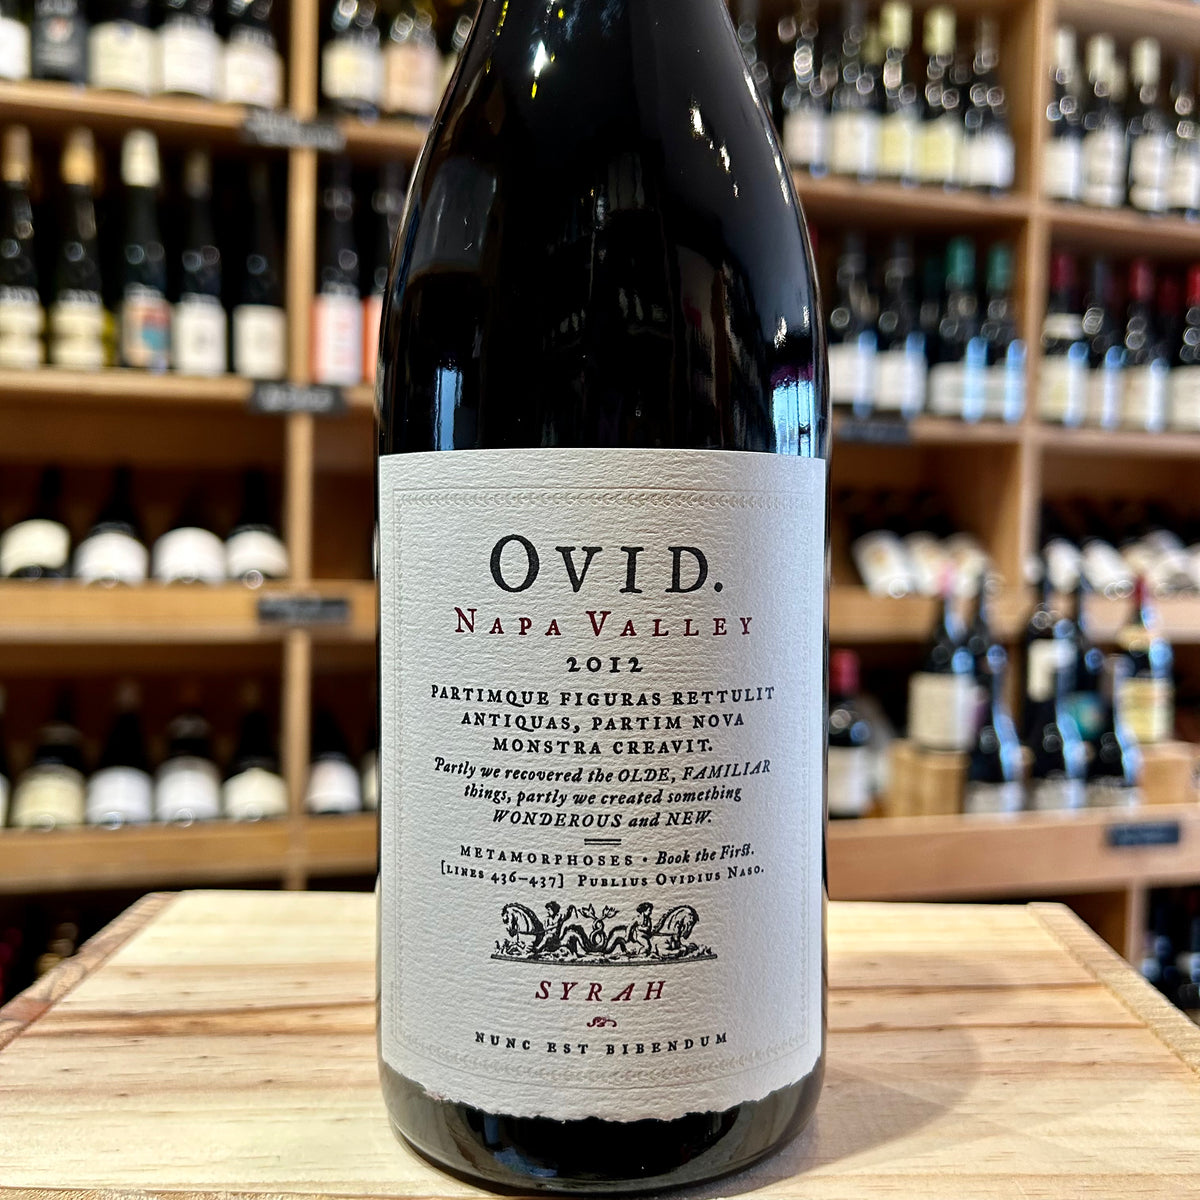 OVID.
NAPA VALLEY
2012
PARTIMQUE FIGURAS RETTULIT
ANTIQUAS, PARTIM NOVA
MONSTRA CREAVIT.
Partly we recovered the OLDE, FAMILIAR
things, partly we created something
WONDEROUS and NEW.
METAMORPHOSES • Book the First.
[LINES 436–437] PUBLIUS OVIDIUS NASO.
SYRAH
NUNC EST BIBENDUM